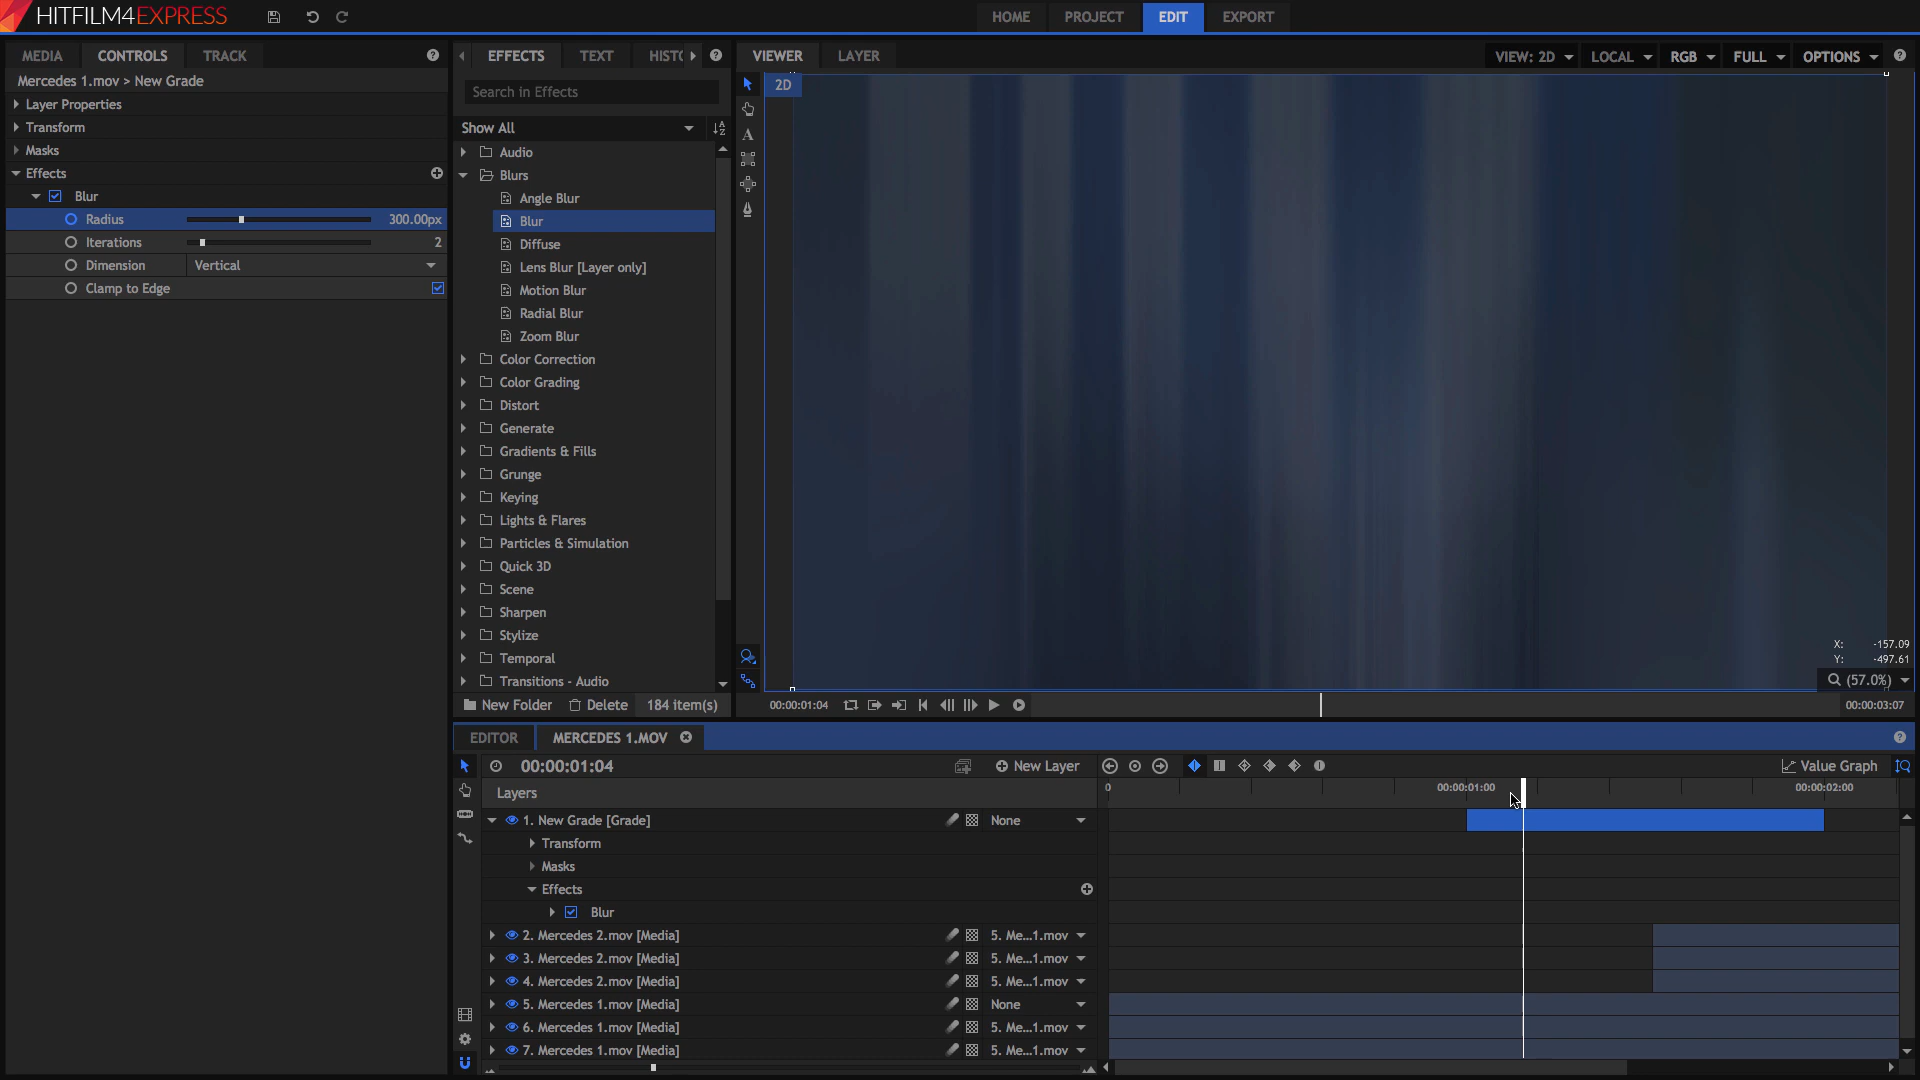 HITFILM4EXPRESS
HOME PROJECT EDIT EXPORT
MEDIA CONTROLS TRACK
Mercedes 1.mov > New Grade
Layer Properties
Transform
Masks
Effects
Blur
Radius 300.00px
Iterations 2
Dimension Vertical
Clamp to Edge
EFFECTS TEXT HISTO
Search in Effects
Show All
Audio
Blurs
Angle Blur
Blur
Diffuse
Lens Blur [Layer only]
Motion Blur
Radial Blur
Zoom Blur
Color Correction
Color Grading
Distort
Generate
Gradients & Fills
Grunge
Keying
Lights & Flares
Particles & Simulation
Quick 3D
Scene
Sharpen
Stylize
Temporal
Transitions - Audio
New Folder Delete 184 item(s)
VIEWER LAYER
VIEW: 2D LOCAL RGB FULL OPTIONS
2D
A
X: -157.09
Y: -497.61
(57.0%)
00:00:01:04 00:00:03:07
EDITOR MERCEDES 1.MOV
00:00:01:04 New Layer Value Graph
Layers 0 00:00:01:00 00:00:02:00
1. New Grade [Grade] None
Transform
Masks
Effects
Blur
2. Mercedes 2.mov [Media] 5. Me...1.mov
3. Mercedes 2.mov [Media] 5. Me...1.mov
4. Mercedes 2.mov [Media] 5. Me...1.mov
5. Mercedes 1.mov [Media] None
6. Mercedes 1.mov [Media] 5. Me...1.mov
7. Mercedes 1.mov [Media] 5. Me...1.mov